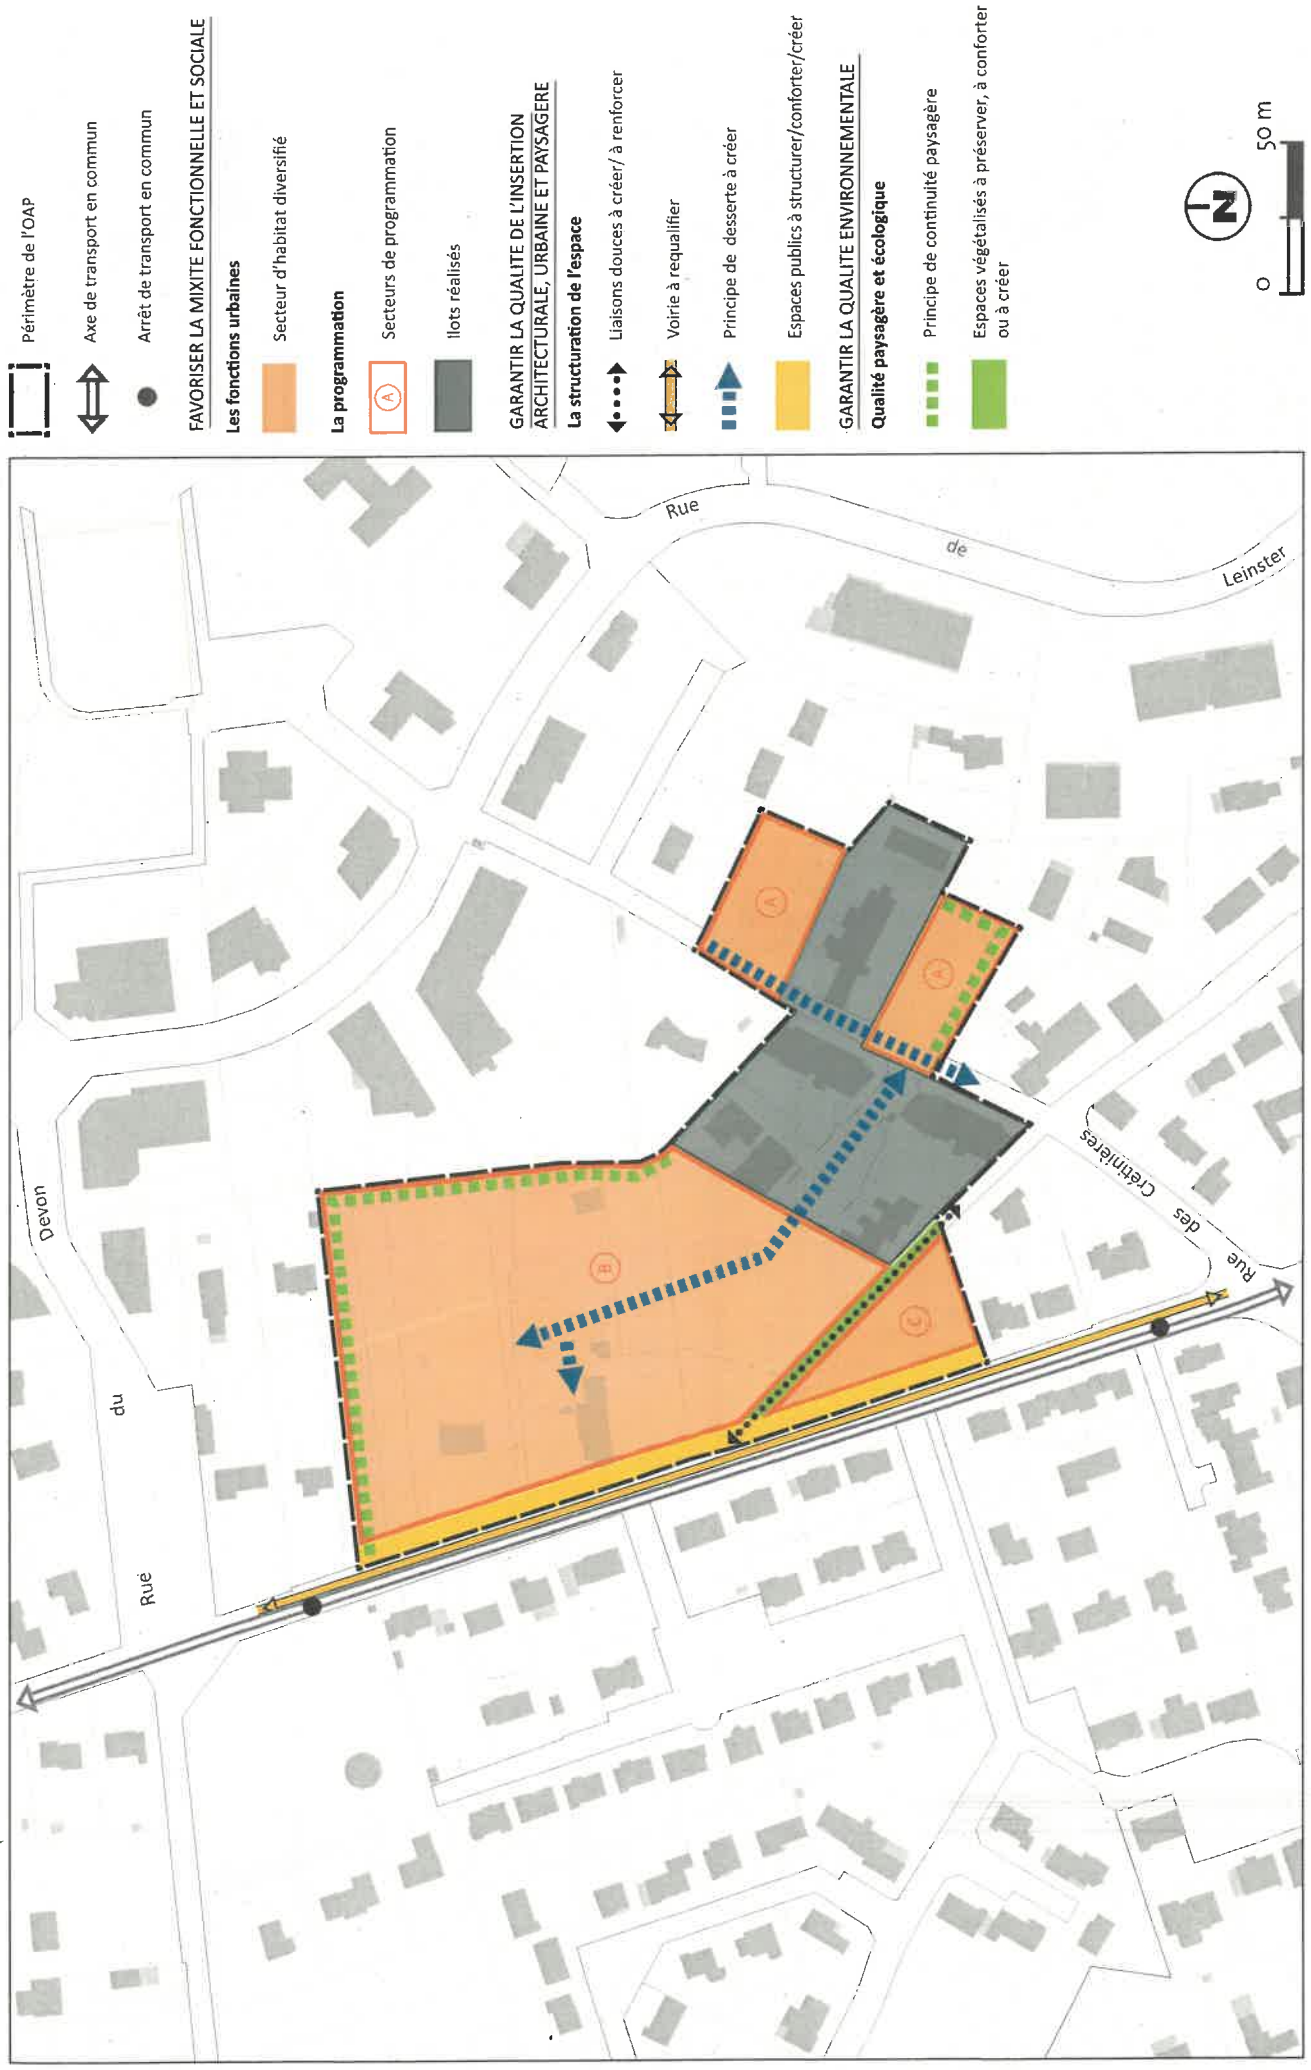 Périmètre de l'OAP
Axe de transport en commun
Arrêt de transport en commun
FAVORISER LA MIXITE FONCTIONNELLE ET SOCIALE
Les fonctions urbaines
Secteur d'habitat diversifié
La programmation
A
Secteurs de programmation
Ilots réalisés
GARANTIR LA QUALITE DE L'INSERTION
ARCHITECTURALE, URBAINE ET PAYSAGERE
La structuration de l'espace
Liaisons douces à créer/ à renforcer
Voirie à requalifier
Principe de desserte à créer
Espaces publics à structurer/conforter/créer
GARANTIR LA QUALITE ENVIRONNEMENTALE
Qualité paysagère et écologique
Principe de continuité paysagère
Espaces végétalisés à préserver, à conforter
ou à créer
N
0
50 m
Rue
du
Devon
Rue
de
Leinster
Rue
des
Crétinières
A
A
B
C